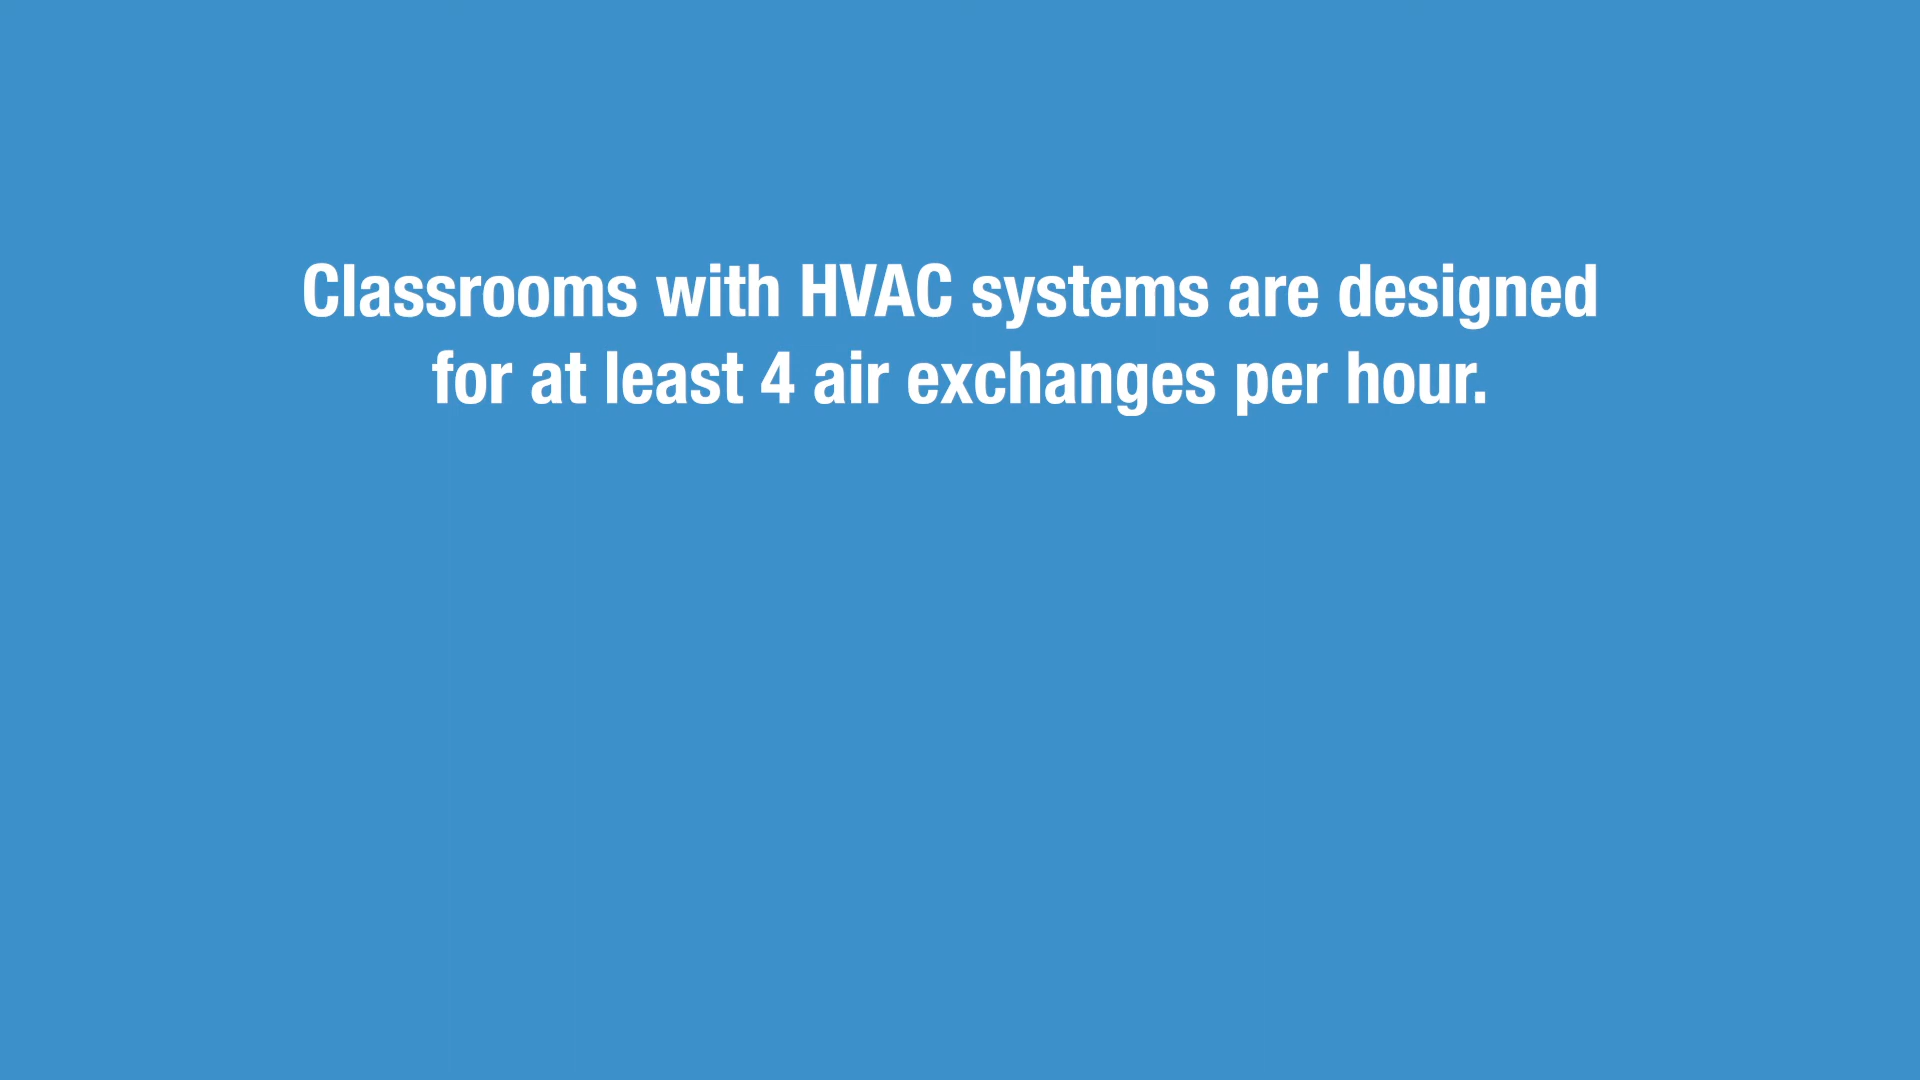 Classrooms with HVAC systems are designed
for at least 4 air exchanges per hour.